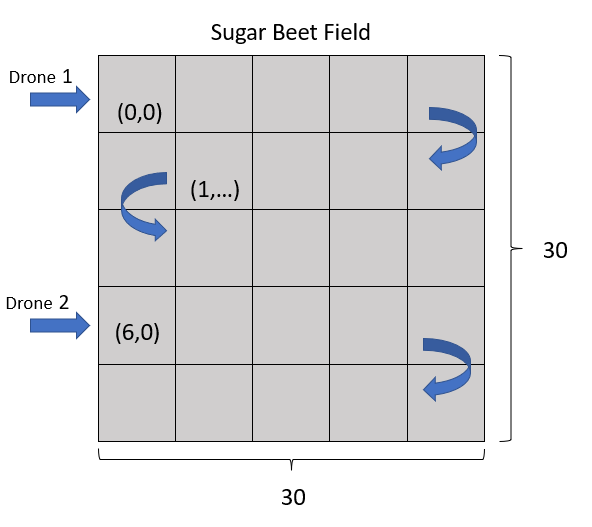 Sugar Beet Field
Drone 1
(0,0)
(1,...)
30
Drone 2
(6,0)
30